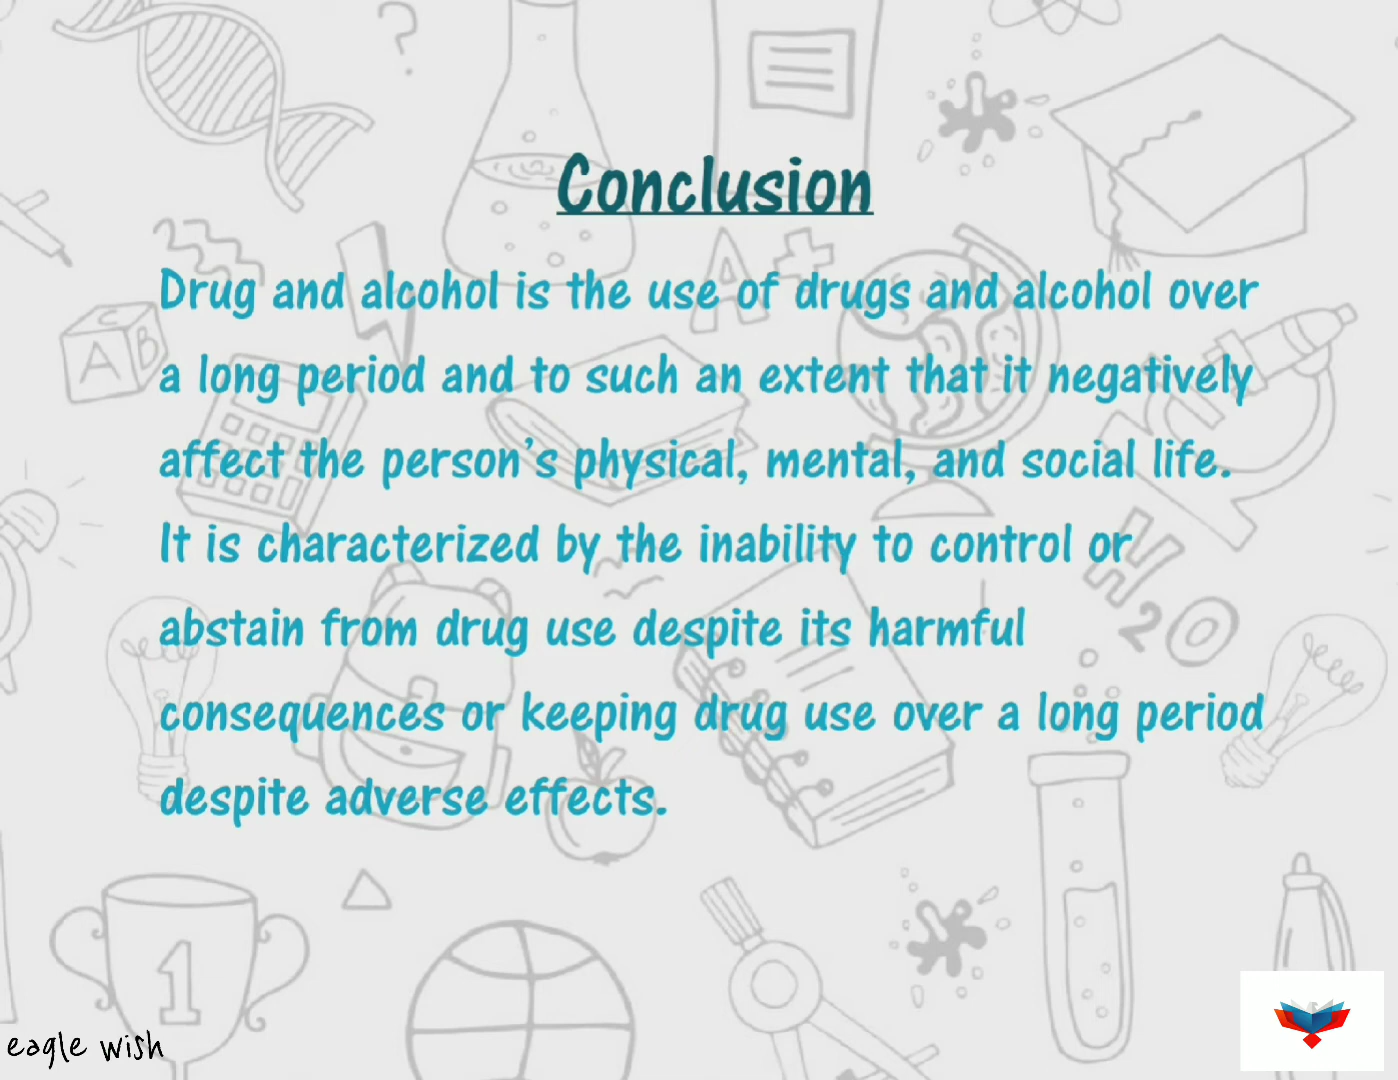 Conclusion
Drug and alcohol is the use of drugs and alcohol over
a long period and to such an extent that it negatively
affect the person's physical, mental, and social life.
It is characterized by the inability to control or
abstain from drug use despite its harmful
consequences or keeping drug use over a long period
despite adverse effects.
A+
C
A B
H2O
1
eagle wish